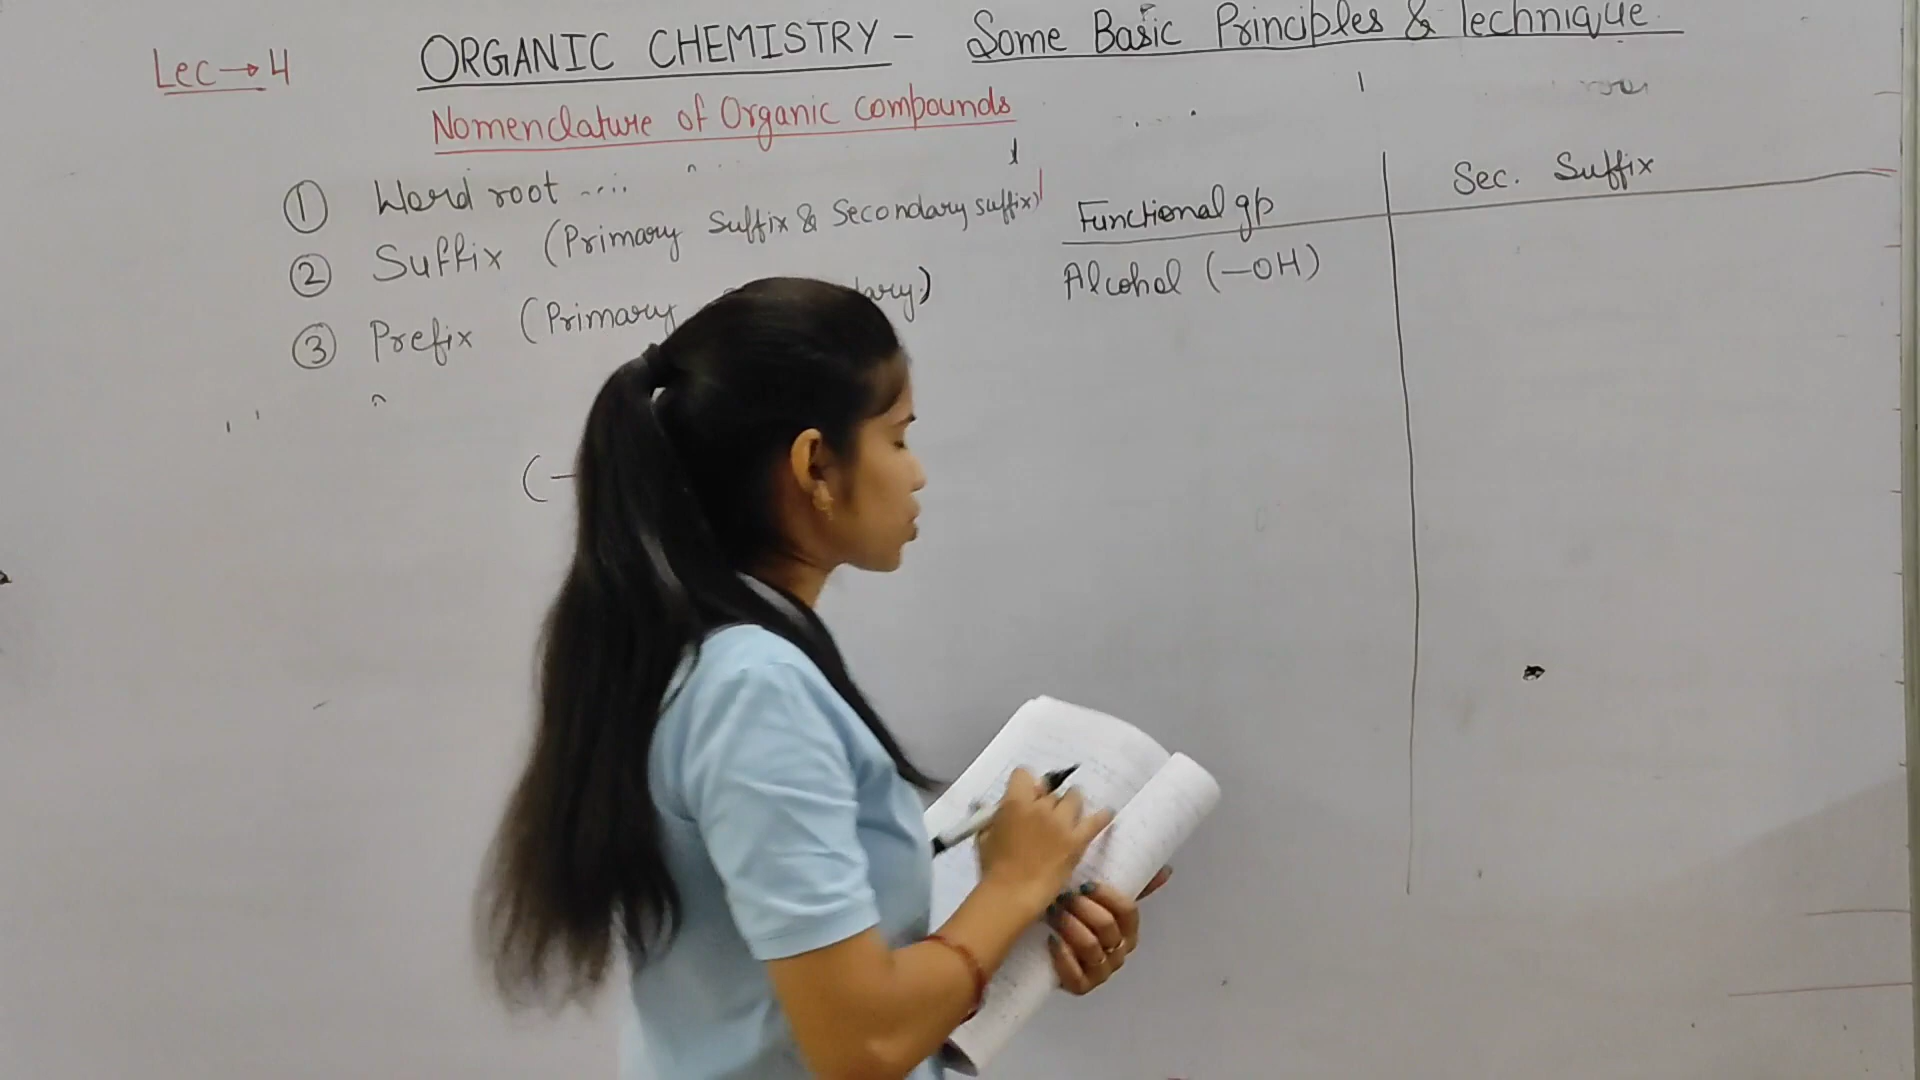 Lec→4
ORGANIC CHEMISTRY - Some Basic Principles & Technique
Nomenclature of Organic compounds
① Word root ....
② Suffix (Primary Suffix & Secondary suffix)
③ Prefix (Primary dary)
(-
Functional gp Sec. Suffix
Alcohol (-OH)